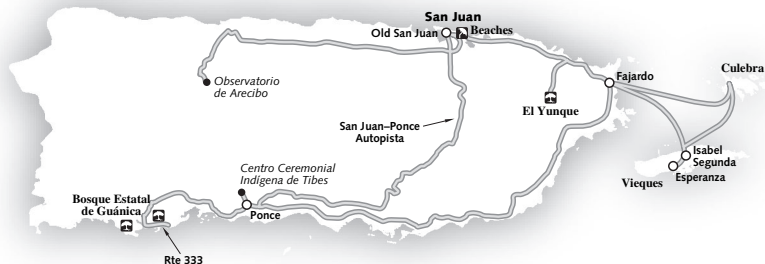 San Juan
Old San Juan
Beaches
Culebra
Fajardo
Observatorio
de Arecibo
El Yunque
San Juan–Ponce
Autopista
Isabel
Segunda
Centro Ceremonial
Indígena de Tibes
Vieques
Esperanza
Bosque Estatal
de Guánica
Ponce
Rte 333